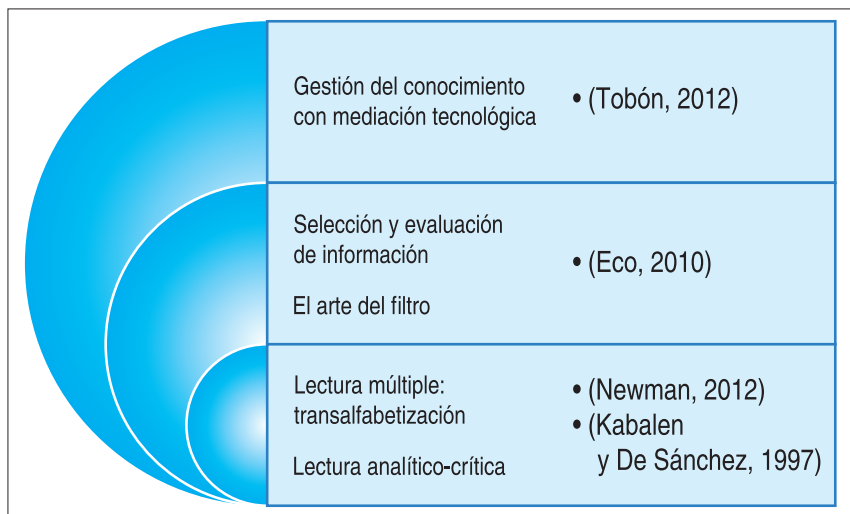 Gestión del conocimiento
con mediación tecnológica
• (Tobón, 2012)
Selección y evaluación
de información
El arte del filtro
• (Eco, 2010)
Lectura múltiple:
transalfabetización
Lectura analítico-crítica
• (Newman, 2012)
• (Kabalen
y De Sánchez, 1997)